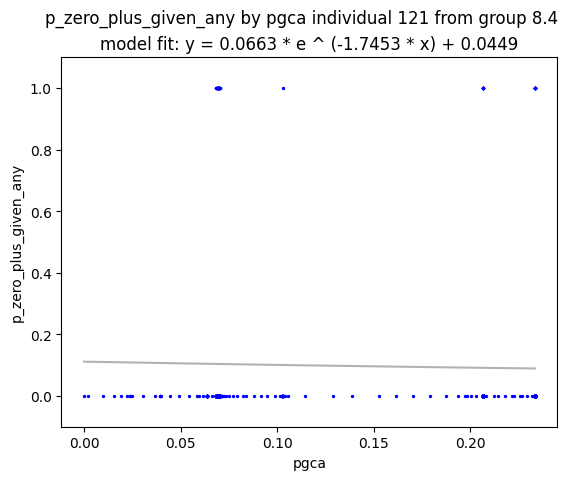 p_zero_plus_given_any by pgca individual 121 from group 8.4
model fit: y = 0.0663 * e ^ (-1.7453 * x) + 0.0449
1.0
0.8
0.6
0.4
0.2
0.0
p_zero_plus_given_any
0.00 0.05 0.10 0.15 0.20
pgca